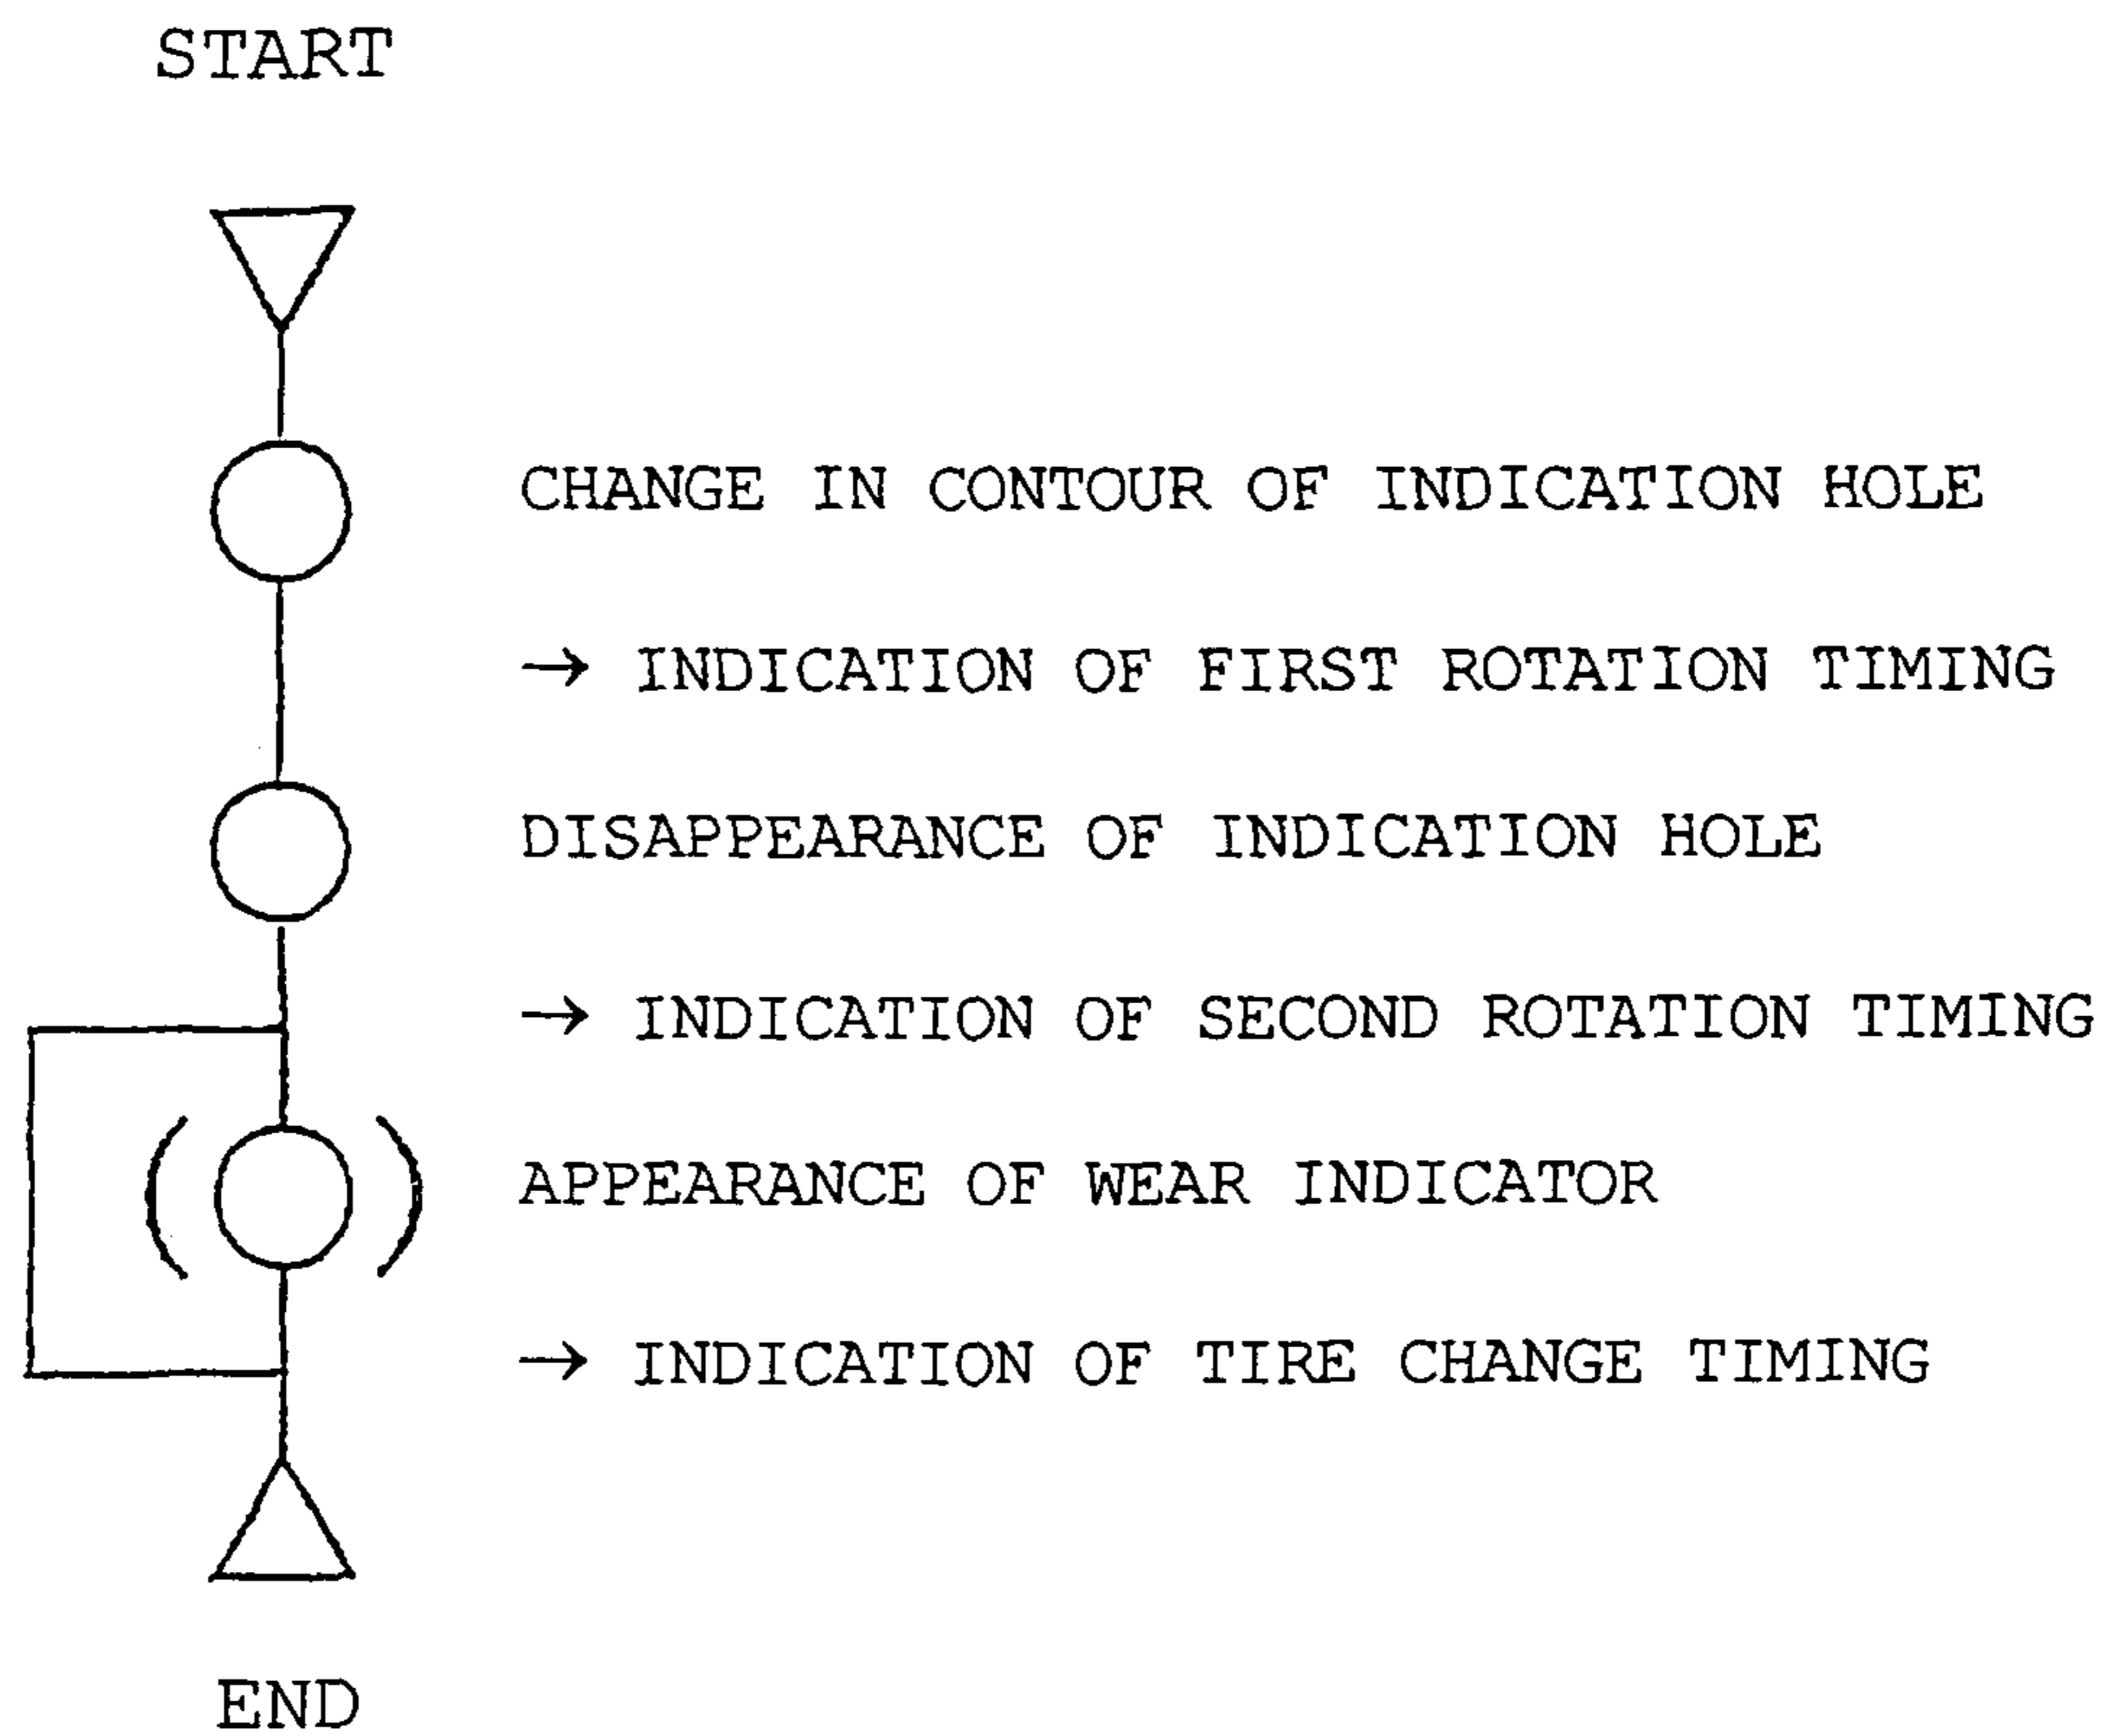 START
CHANGE IN CONTOUR OF INDICATION HOLE
→ INDICATION OF FIRST ROTATION TIMING
DISAPPEARANCE OF INDICATION HOLE
→ INDICATION OF SECOND ROTATION TIMING
APPEARANCE OF WEAR INDICATOR
→ INDICATION OF TIRE CHANGE TIMING
END